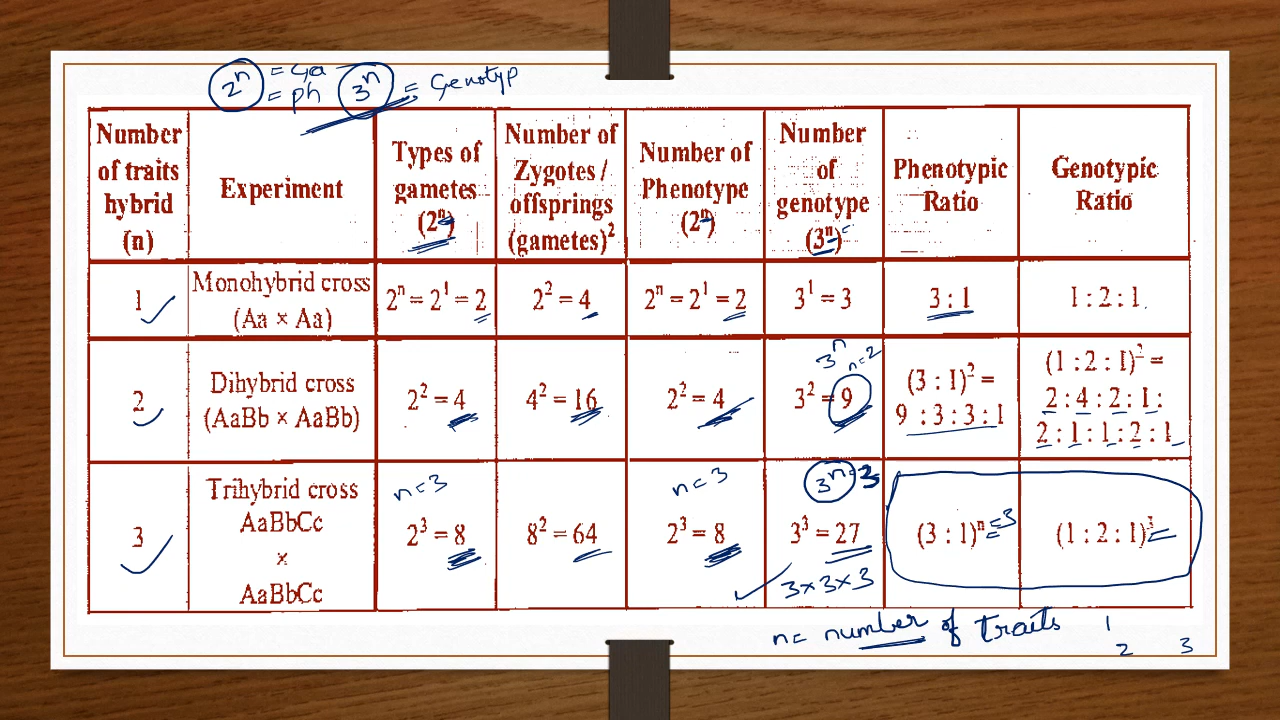 2ⁿ = Ga
= ph
3ⁿ = Genotyp
Number of traits hybrid (n)
Experiment
Types of gametes (2ⁿ)
Number of Zygotes / offsprings (gametes)²
Number of Phenotype (2ⁿ)
Number of genotype (3ⁿ)
Phenotypic Ratio
Genotypic Ratio
1
Monohybrid cross
(Aa × Aa)
2ⁿ = 2¹ = 2
2² = 4
2ⁿ = 2¹ = 2
3¹ = 3
3 : 1
1 : 2 : 1
2
Dihybrid cross
(AaBb × AaBb)
2² = 4
4² = 16
2² = 4
3ⁿ n=2
3² = 9
(3 : 1)² =
9 : 3 : 3 : 1
(1 : 2 : 1)² =
2 : 4 : 2 : 1 :
2 : 1 : 1 : 2 : 1
3
Trihybrid cross
AaBbCc
×
AaBbCc
n=3
2³ = 8
8² = 64
n=3
2³ = 8
3ⁿ=3
3³ = 27
3×3×3
(3 : 1)ⁿ =3
(1 : 2 : 1)³
n= number of traits 1
2 3